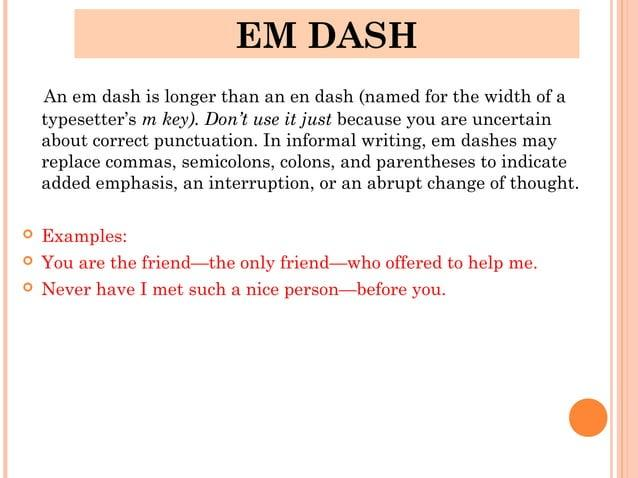 EM DASH
An em dash is longer than an en dash (named for the width of a
typesetter’s m key). Don’t use it just because you are uncertain
about correct punctuation. In informal writing, em dashes may
replace commas, semicolons, colons, and parentheses to indicate
added emphasis, an interruption, or an abrupt change of thought.
Examples:
You are the friend—the only friend—who offered to help me.
Never have I met such a nice person—before you.